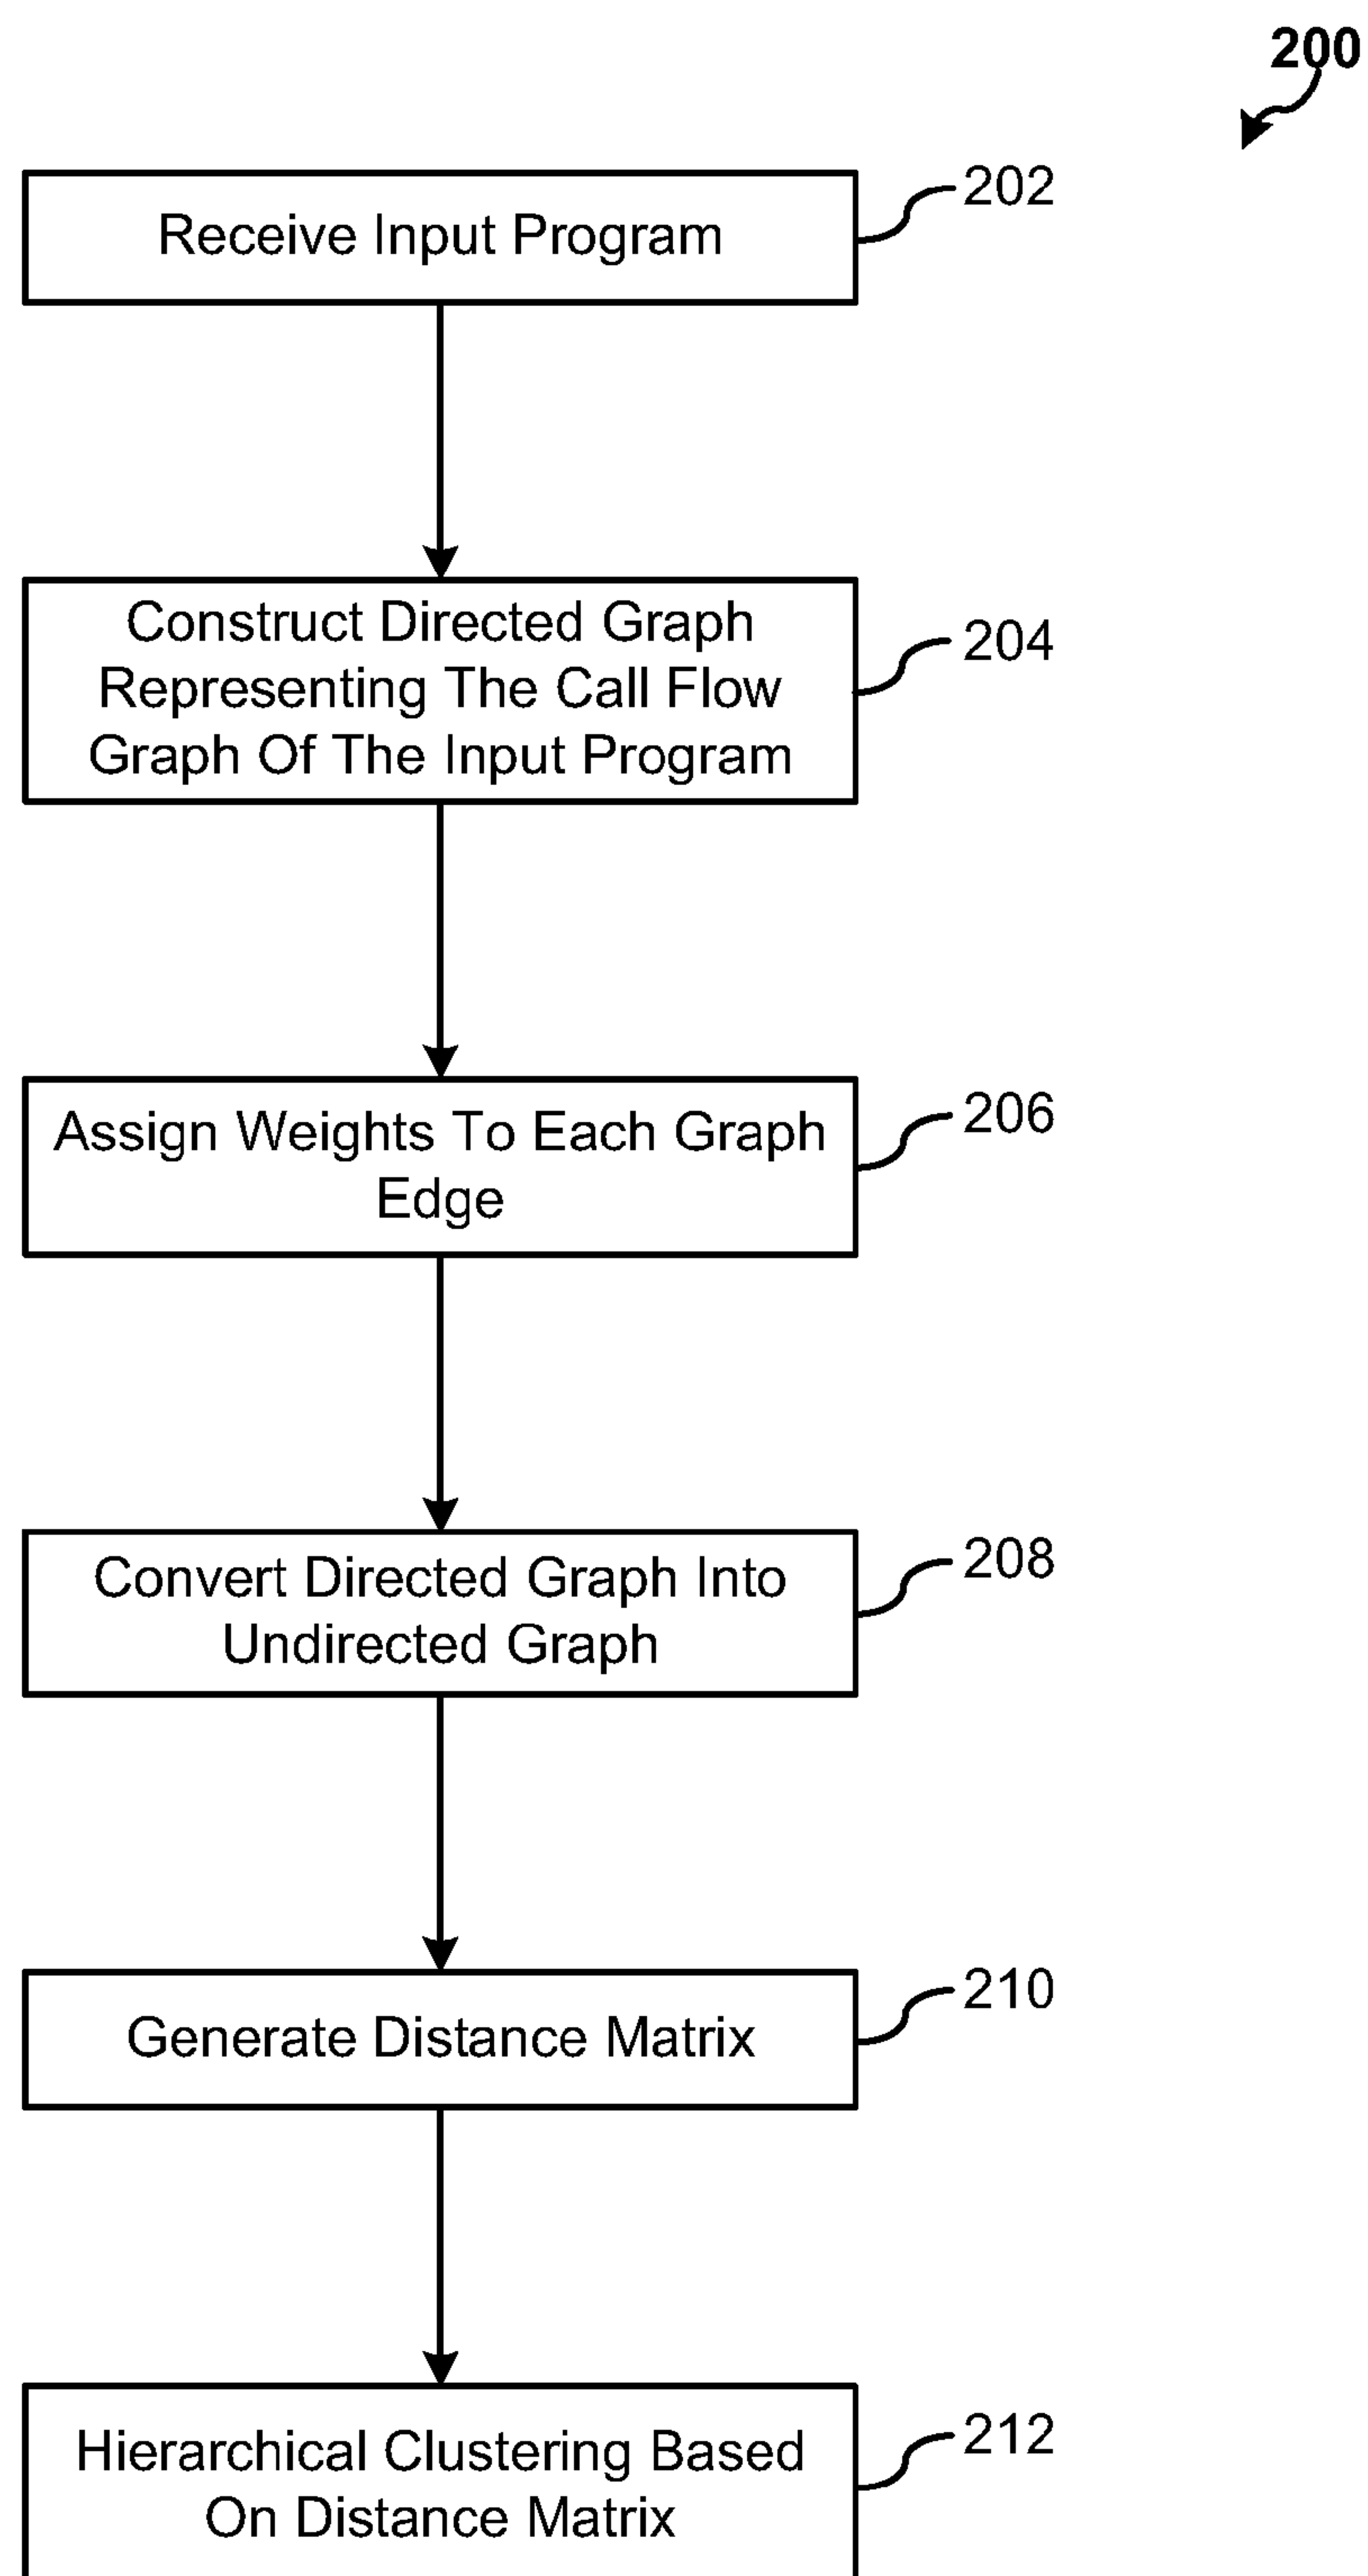 200
Receive Input Program
202
Construct Directed Graph
Representing The Call Flow
Graph Of The Input Program
204
Assign Weights To Each Graph
Edge
206
Convert Directed Graph Into
Undirected Graph
208
Generate Distance Matrix
210
Hierarchical Clustering Based
On Distance Matrix
212